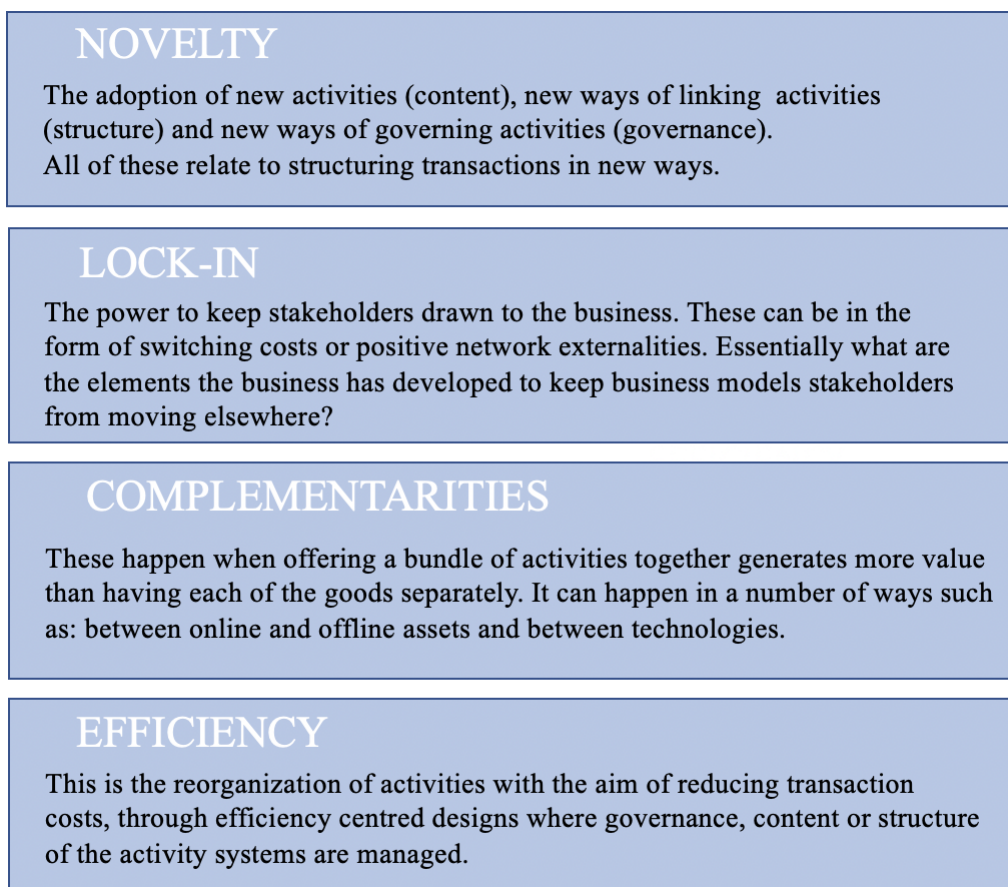 NOVELTY
The adoption of new activities (content), new ways of linking activities
(structure) and new ways of governing activities (governance).
All of these relate to structuring transactions in new ways.
LOCK-IN
The power to keep stakeholders drawn to the business. These can be in the
form of switching costs or positive network externalities. Essentially what are
the elements the business has developed to keep business models stakeholders
from moving elsewhere?
COMPLEMENTARITIES
These happen when offering a bundle of activities together generates more value
than having each of the goods separately. It can happen in a number of ways such
as: between online and offline assets and between technologies.
EFFICIENCY
This is the reorganization of activities with the aim of reducing transaction
costs, through efficiency centred designs where governance, content or structure
of the activity systems are managed.